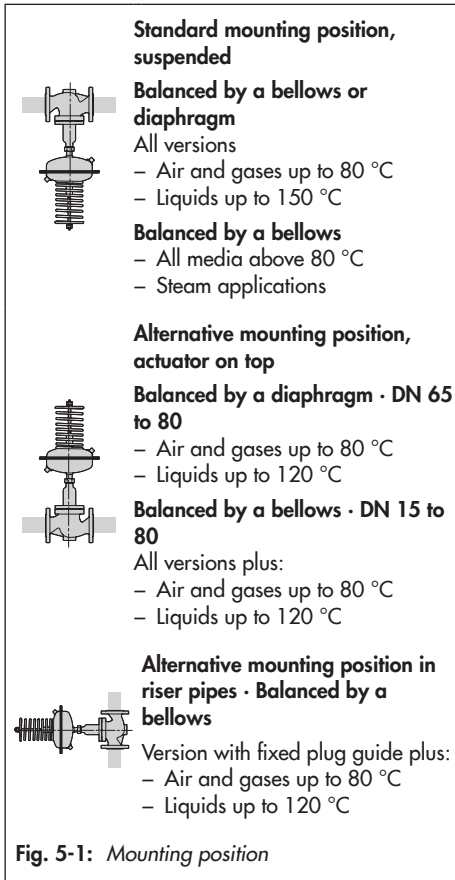 Standard mounting position,
suspended
Balanced by a bellows or
diaphragm
All versions
– Air and gases up to 80 °C
– Liquids up to 150 °C
Balanced by a bellows
– All media above 80 °C
– Steam applications
Alternative mounting position,
actuator on top
Balanced by a diaphragm · DN 65
to 80
– Air and gases up to 80 °C
– Liquids up to 120 °C
Balanced by a bellows · DN 15 to
80
All versions plus:
– Air and gases up to 80 °C
– Liquids up to 120 °C
Alternative mounting position in
riser pipes · Balanced by a
bellows
Version with fixed plug guide plus:
– Air and gases up to 80 °C
– Liquids up to 120 °C
Fig. 5-1: Mounting position